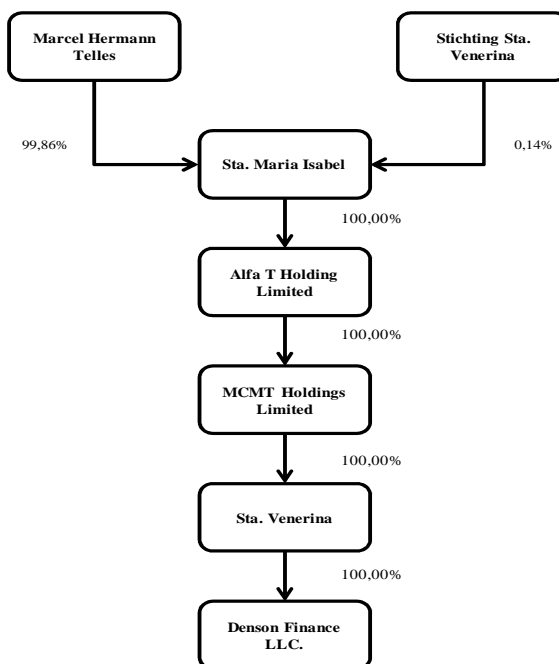 Marcel Hermann
Telles
Stichting Sta.
Venerina
99,86%
0,14%
Sta. Maria Isabel
100,00%
Alfa T Holding
Limited
100,00%
MCMT Holdings
Limited
100,00%
Sta. Venerina
100,00%
Denson Finance
LLC.